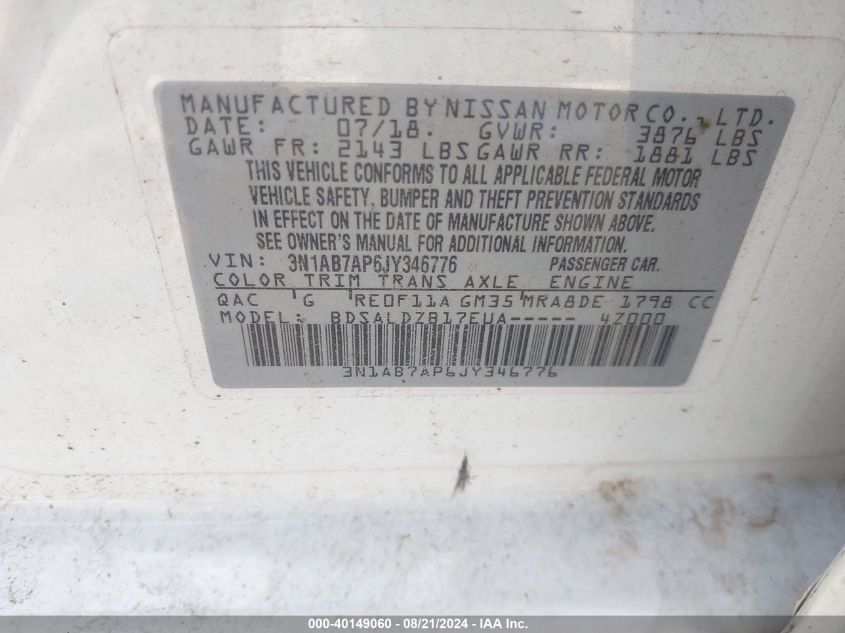 MANUFACTURED BY NISSAN MOTOR CO., LTD.
DATE: 07/18. GVWR: 3876 LBS
GAWR FR: 2143 LBS GAWR RR: 1881 LBS
THIS VEHICLE CONFORMS TO ALL APPLICABLE FEDERAL MOTOR
VEHICLE SAFETY, BUMPER AND THEFT PREVENTION STANDARDS
IN EFFECT ON THE DATE OF MANUFACTURE SHOWN ABOVE.
SEE OWNER'S MANUAL FOR ADDITIONAL INFORMATION.
VIN: 3N1AB7AP6JY346776 PASSENGER CAR.
COLOR TRIM TRANS AXLE ENGINE
QAC 'G 'RE0F11A GM35'MRA8DE 1798 CC
MODEL: BDSALDZB17EUA----- 4Z000
3N1AB7AP6JY346776
000-40149060 - 08/21/2024 - IAA Inc.